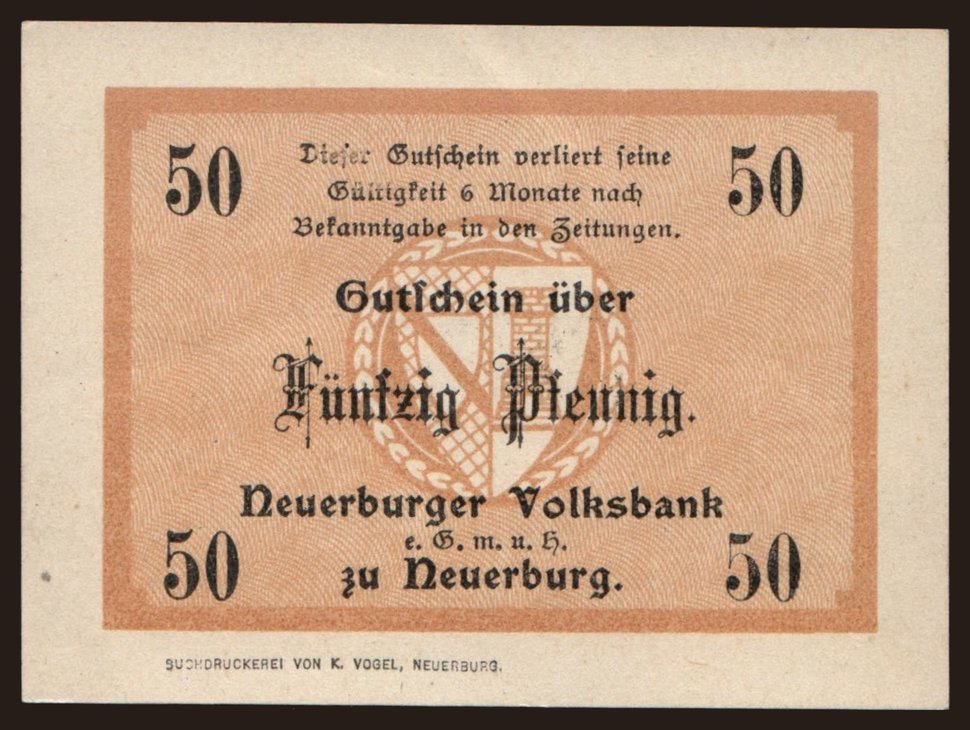 50 Dieser Gutschein verliert seine 50
Gültigkeit 6 Monate nach
Bekanntgabe in den Zeitungen.
Gutschein über
Fünfzig Pfennig.
Neuerburger Volksbank
e. G. m. u. H.
50 zu Neuerburg. 50
BUCHDRUCKEREI VON K. VOGEL, NEUERBURG.